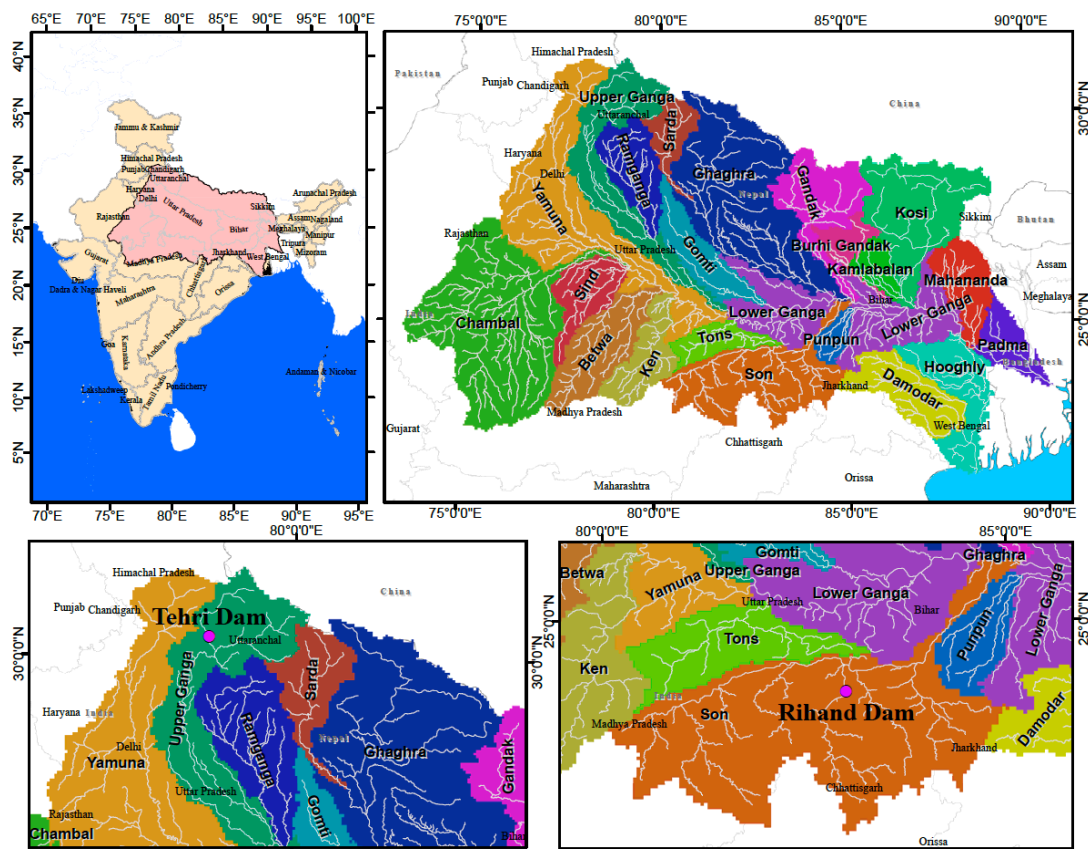 65°E 70°E 75°E 80°E 85°E 90°E 95°E 100°E
40°N
35°N
30°N
25°N
20°N
15°N
10°N
5°N
Jammu & Kashmir
Himachal Pradesh
Punjab Chandigarh
Uttaranchal
Haryana
Delhi
Arunachal Pradesh
Sikkim
Uttar Pradesh
Rajasthan
Assam Nagaland
Bihar
Meghalaya
Manipur
Tripura
Jharkhand
West Bengal
Mizoram
Gujarat
Madhya Pradesh
Chhattisgarh
Diu
Dadra & Nagar Haveli
Maharashtra
Orissa
Andhra Pradesh
Goa
Karnataka
Andaman & Nicobar
Lakshadweep
Pondicherry
Kerala
Tamil Nadu
70°E 75°E 80°E 85°E 90°E 95°E
75°0'0"E 80°0'0"E 85°0'0"E 90°0'0"E
Himachal Pradesh
Pakistan
Punjab
Chandigarh
Upper Ganga
China
30°0'0"N
Uttaranchal
Sarda
Ramganga
Haryana
Delhi
Yamuna
Ghaghra
Nepal
Gandak
Kosi
Sikkim
Bhutan
Rajasthan
Uttar Pradesh
Gomti
Burhi Gandak
Kamlabalan
Assam
Sind
Mahananda
Meghalaya
Bihar
India
Chambal
Lower Ganga
Lower Ganga
25°0'0"N
Betwa
Ken
Tons
Punpun
Padma
Bangladesh
Son
Hooghly
Jharkhand
Damodar
Madhya Pradesh
West Bengal
Gujarat
Chhattisgarh
Maharashtra
Orissa
75°0'0"E 80°0'0"E 85°0'0"E 90°0'0"E
80°0'0"E
Himachal Pradesh
China
Punjab
Chandigarh
Tehri Dam
Uttaranchal
30°0'0"N
30°0'0"N
Sarda
Upper Ganga
Haryana
India
Ramganga
Delhi
Nepal
Yamuna
Ghaghra
Gandak
Uttar Pradesh
Gomti
Rajasthan
Chambal
Bihar
80°0'0"E 85°0'0"E
Gomti
Ghaghra
Betwa
Upper Ganga
Yamuna
Lower Ganga
Uttar Pradesh
Bihar
Lower Ganga
25°0'0"N
25°0'0"N
Tons
Punpun
Ken
India
Son
Rihand Dam
Madhya Pradesh
Damodar
Jharkhand
Chhattisgarh
Orissa